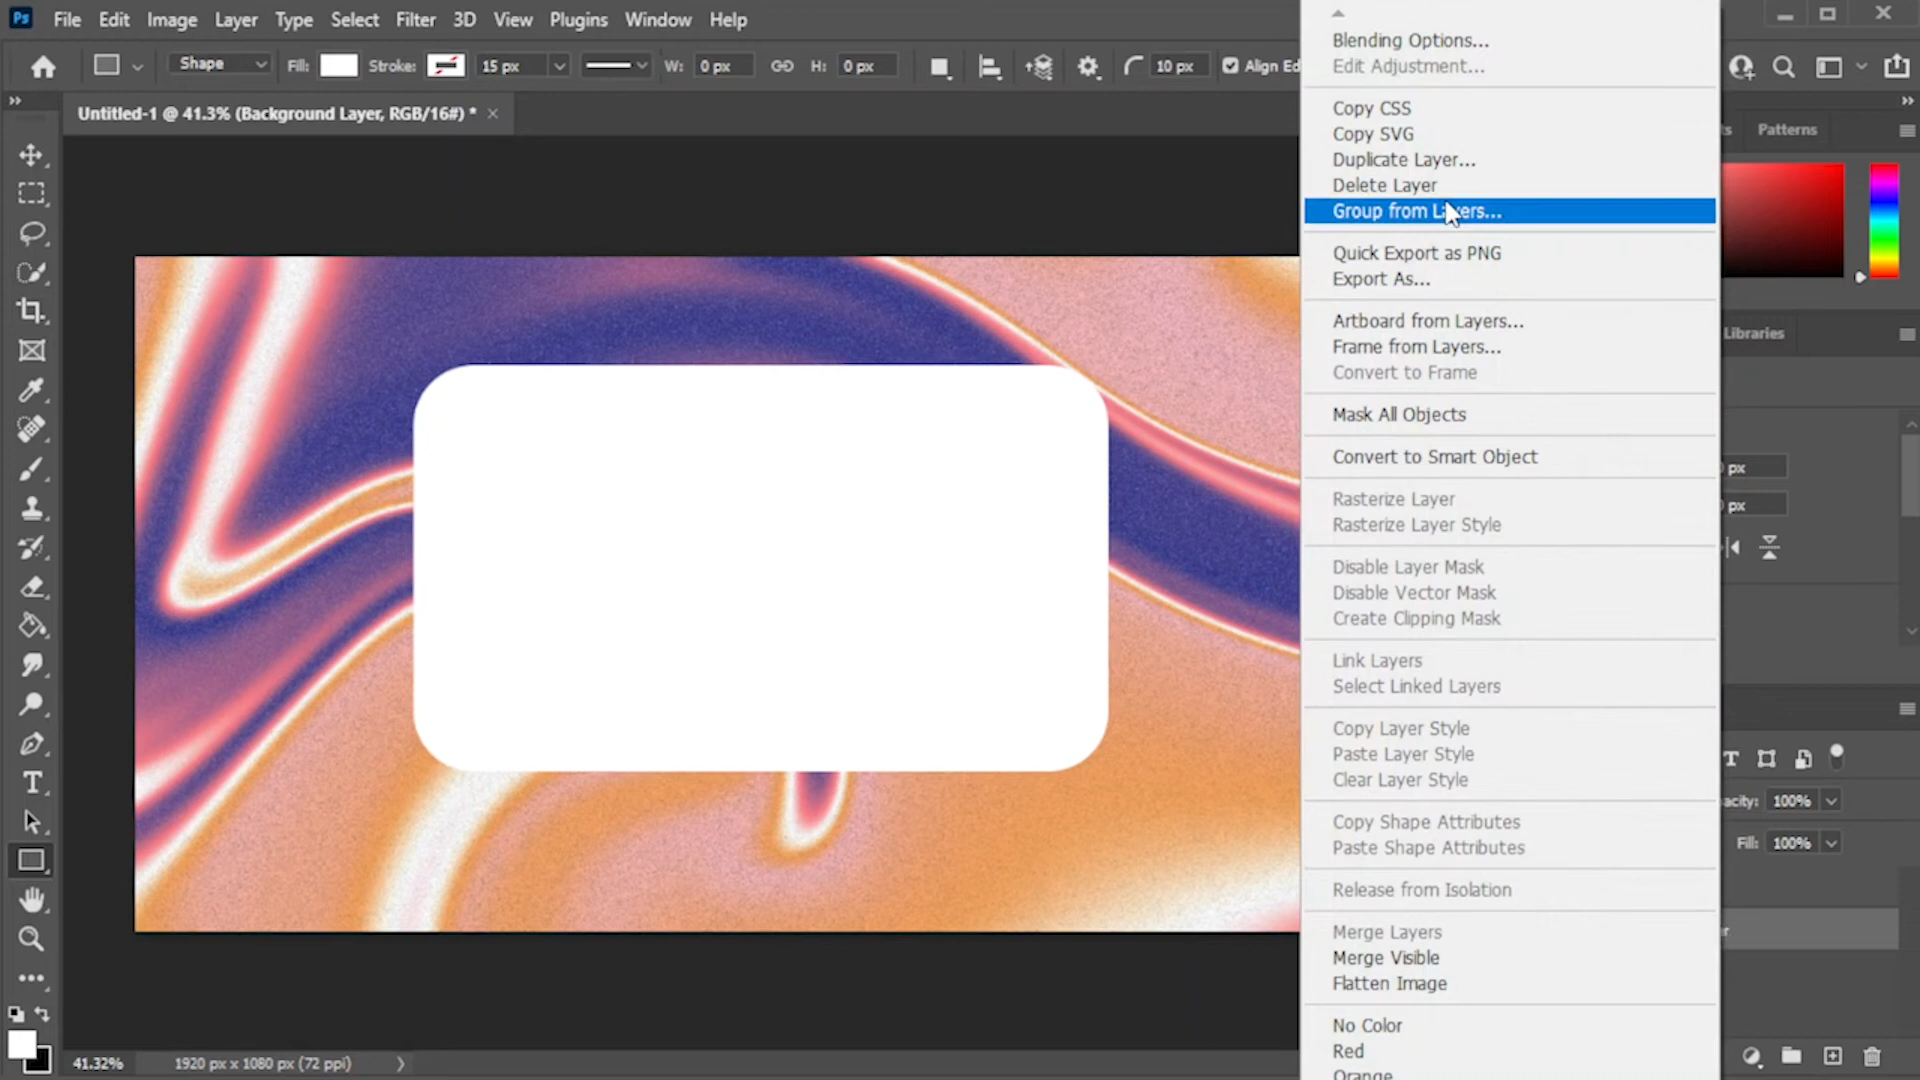 Ps File Edit Image Layer Type Select Filter 3D View Plugins Window Help
Shape Fill: Stroke: 15 px W: 0 px H: 0 px 10 px Align Ed
Untitled-1 @ 41.3% (Background Layer, RGB/16#) * ×
Blending Options...
Edit Adjustment...
Copy CSS
Copy SVG
Duplicate Layer...
Delete Layer
Group from Layers...
Quick Export as PNG
Export As...
Artboard from Layers...
Frame from Layers...
Convert to Frame
Mask All Objects
Convert to Smart Object
Rasterize Layer
Rasterize Layer Style
Disable Layer Mask
Disable Vector Mask
Create Clipping Mask
Link Layers
Select Linked Layers
Copy Layer Style
Paste Layer Style
Clear Layer Style
Copy Shape Attributes
Paste Shape Attributes
Release from Isolation
Merge Layers
Merge Visible
Flatten Image
No Color
Red
Orange
ts Patterns
Libraries
px
px
acity: 100%
Fill: 100%
er
41.32% 1920 px x 1080 px (72 ppi)